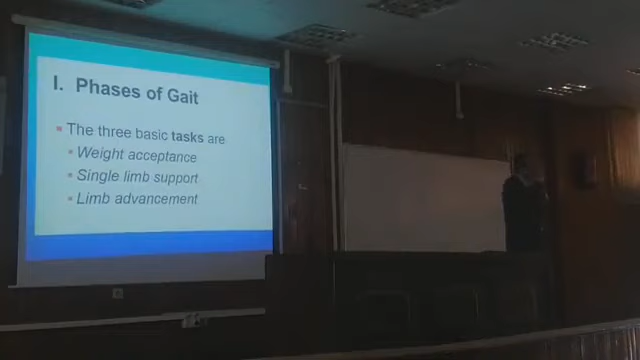 I. Phases of Gait
The three basic tasks are
Weight acceptance
Single limb support
Limb advancement